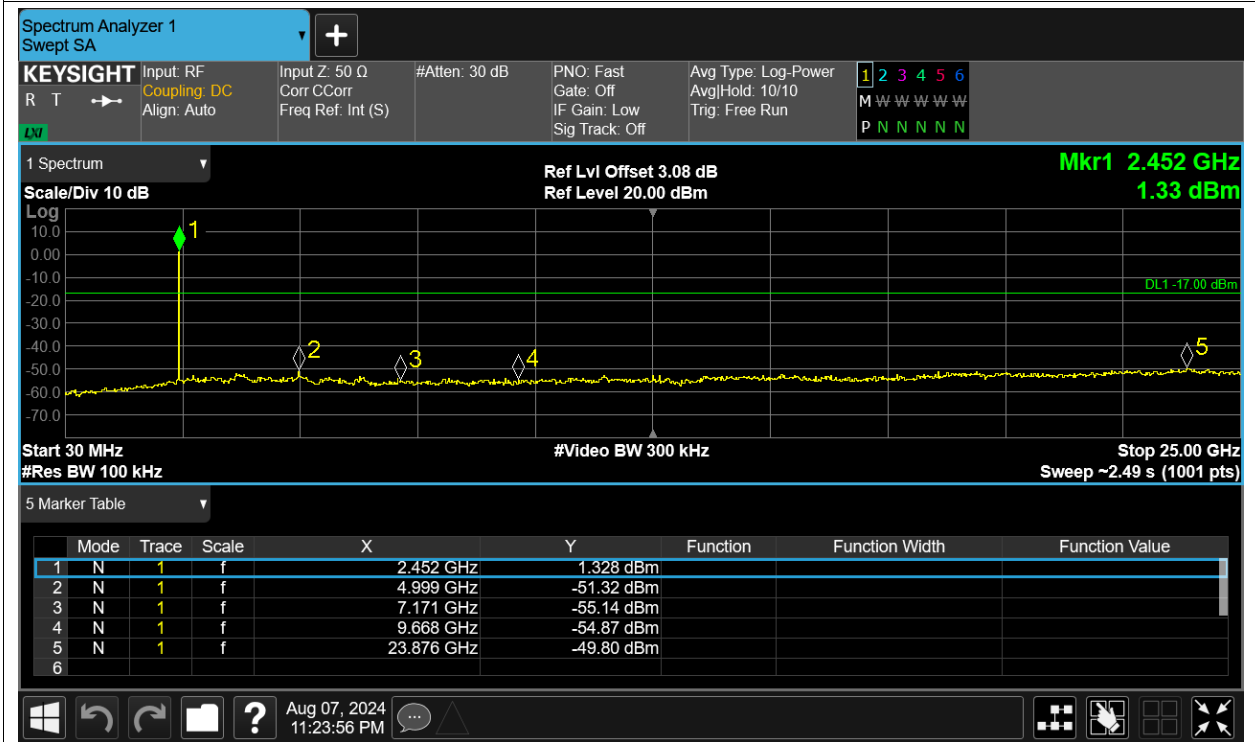 Spectrum Analyzer 1
Swept SA
+
KEYSIGHT Input: RF Input Z: 50 Ω #Atten: 30 dB PNO: Fast Avg Type: Log-Power 1 2 3 4 5 6
R T Coupling: DC Corr CCorr Gate: Off Avg|Hold: 10/10 M W W W W W
Align: Auto Freq Ref: Int (S) IF Gain: Low Trig: Free Run
LXI Sig Track: Off P N N N N N
1 Spectrum Ref Lvl Offset 3.08 dB Mkr1 2.452 GHz
Scale/Div 10 dB Ref Level 20.00 dBm 1.33 dBm
Log
10.0
0.00
-10.0
-20.0
-30.0
-40.0
-50.0
-60.0
-70.0
1
DL1 -17.00 dBm
2
3
4
5
Start 30 MHz #Video BW 300 kHz Stop 25.00 GHz
#Res BW 100 kHz Sweep ~2.49 s (1001 pts)
5 Marker Table
Mode Trace Scale X Y Function Function Width Function Value
1 N 1 f 2.452 GHz 1.328 dBm
2 N 1 f 4.999 GHz -51.32 dBm
3 N 1 f 7.171 GHz -55.14 dBm
4 N 1 f 9.668 GHz -54.87 dBm
5 N 1 f 23.876 GHz -49.80 dBm
6
? Aug 07, 2024
11:23:56 PM